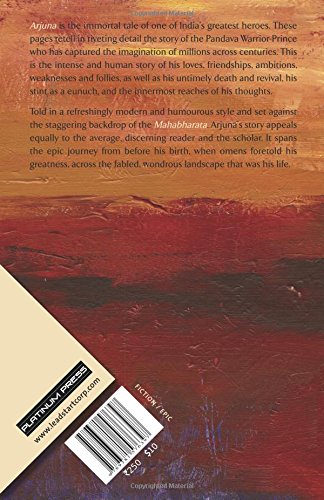 Arjuna is the immortal tale of one of India's greatest heroes. These
pages retell in riveting detail the story of the Pandava Warrior-Prince
who has captured the imagination of millions across centuries. This
is the intense and human story of his loves, friendships, ambitions,
weaknesses and follies, as well as his untimely death and revival, his
stint as a eunuch, and the innermost reaches of his thoughts.
Told in a refreshingly modern and humourous style and set against
the staggering backdrop of the Mahabharata Arjuna's story appeals
equally to the average, discerning reader and the scholar. It spans
the epic journey from before his birth, when omens foretold his
greatness, across the fabled, wondrous landscape that was his life.
PLATINUM PRESS
www.leadstartcorp.com
FICTION / EPIC
₹250 $10
Copyrighted Material